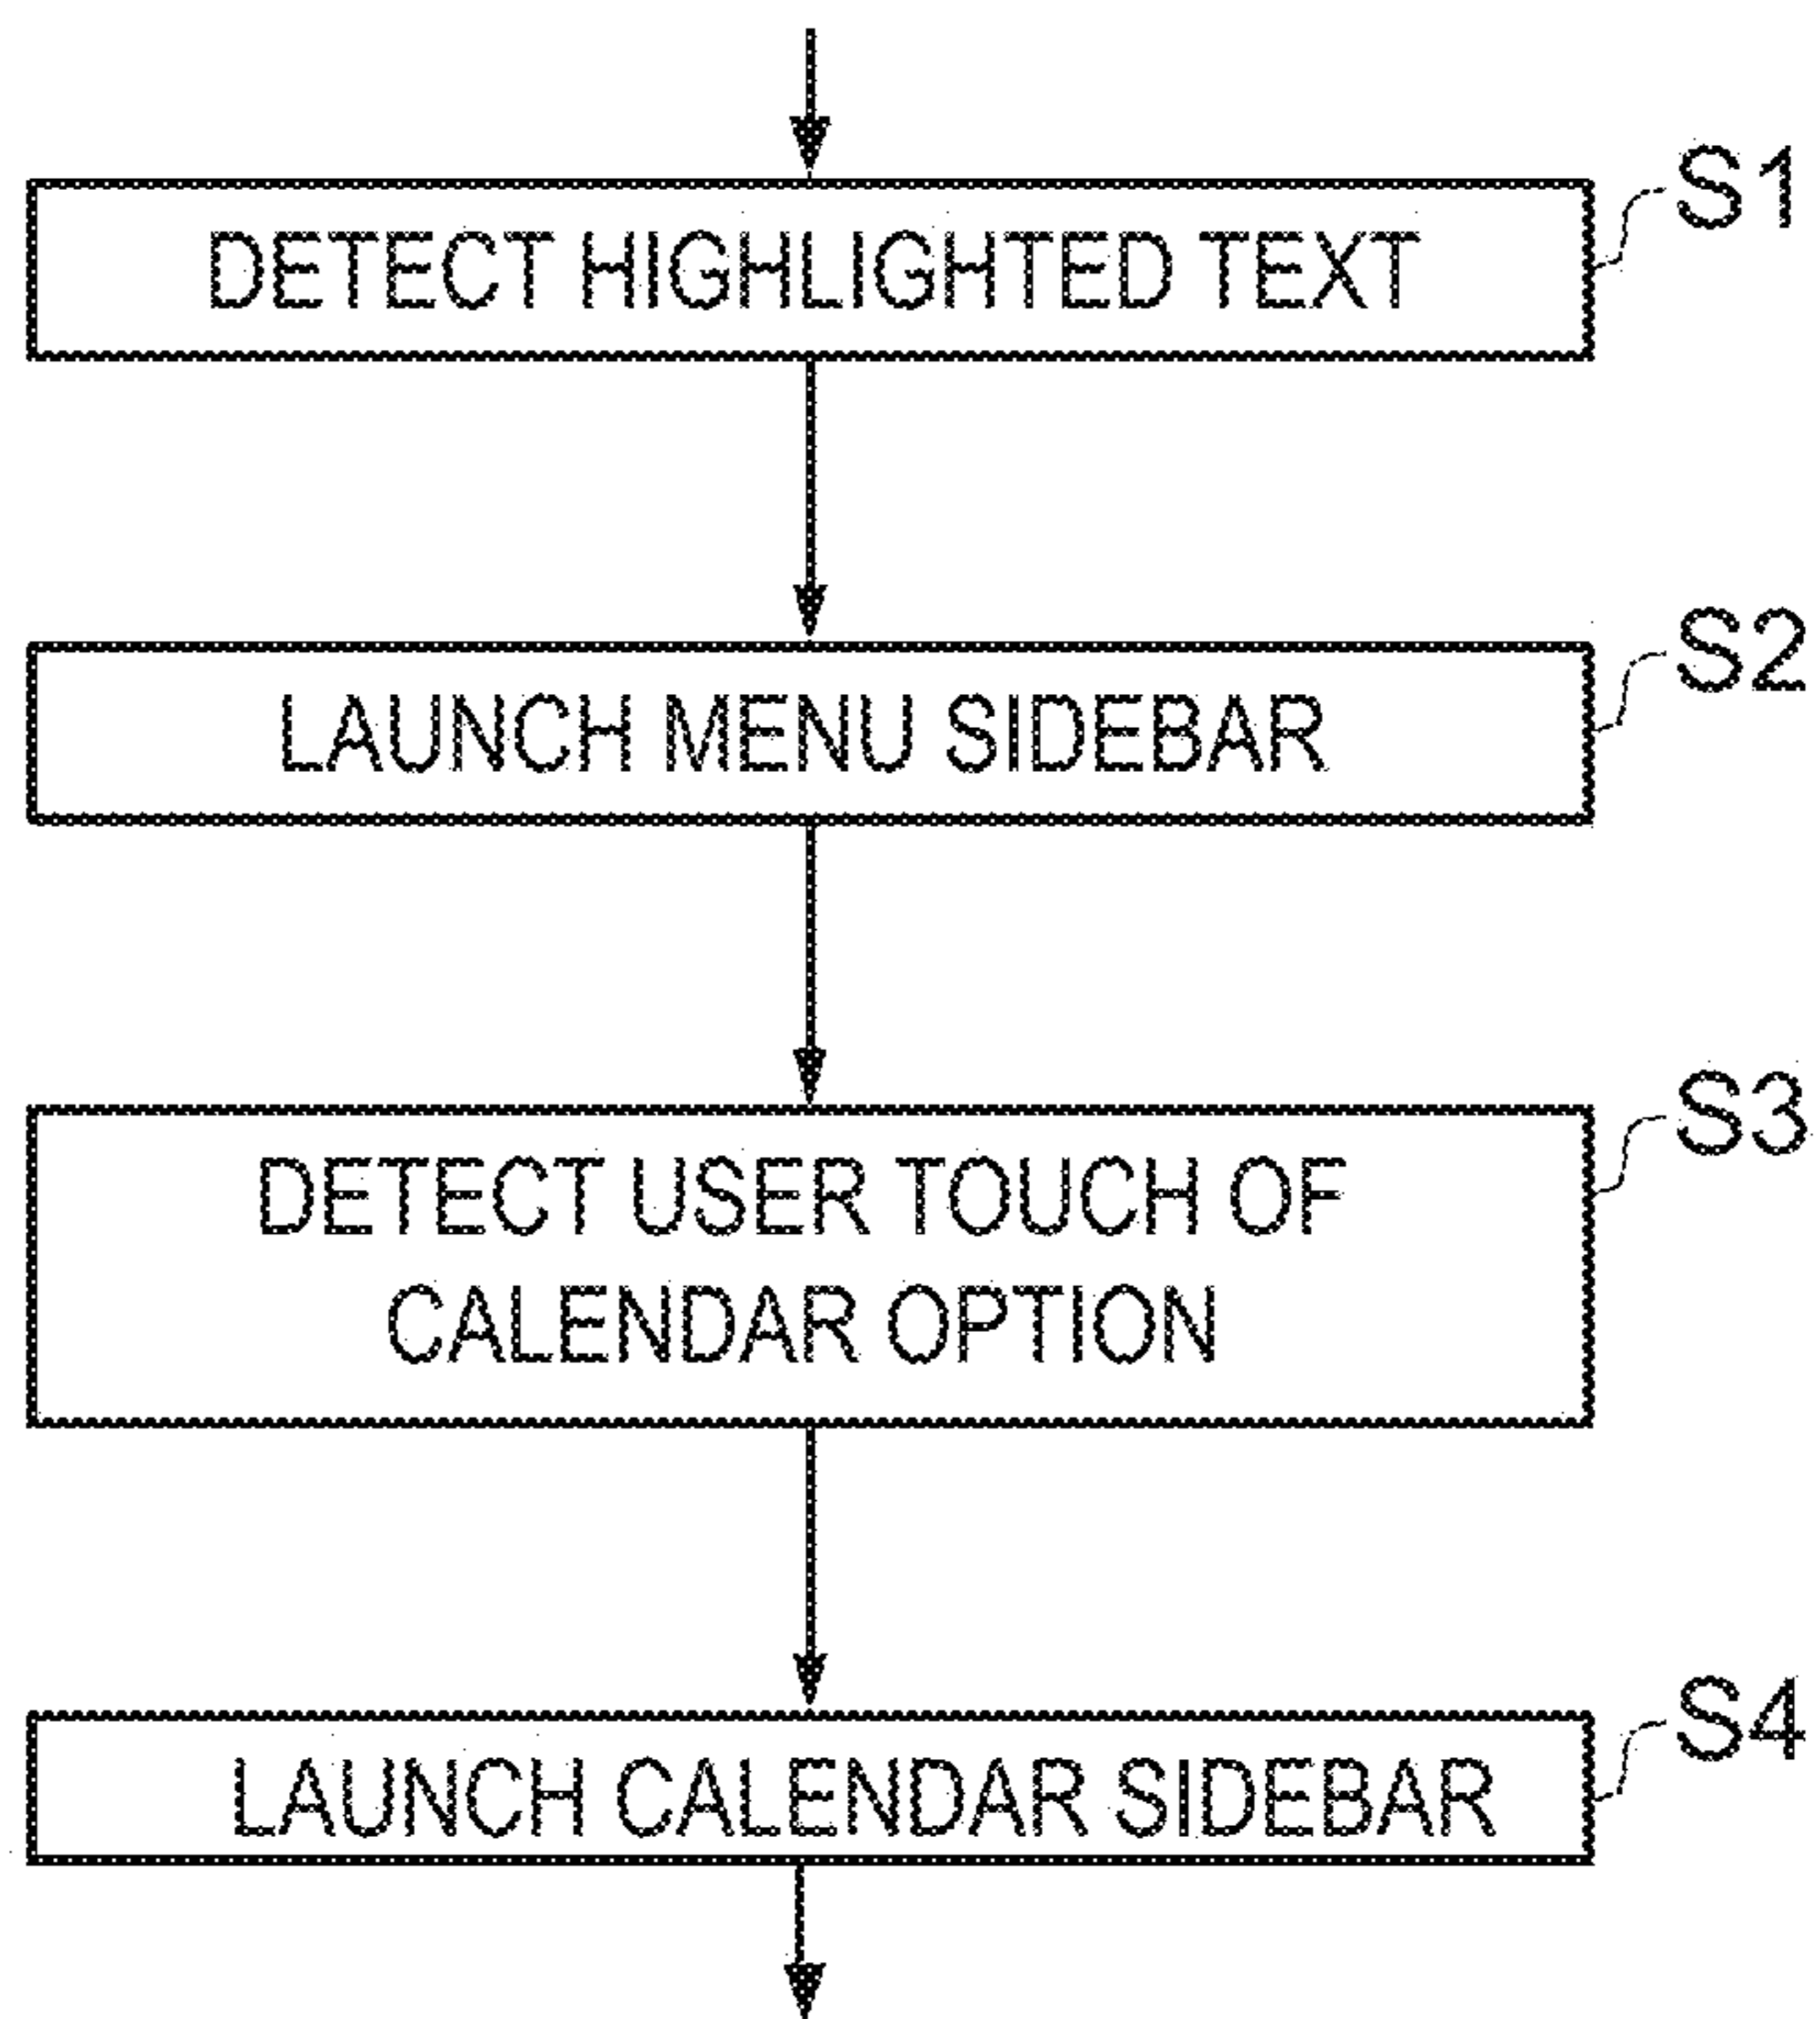 DETECT HIGHLIGHTED TEXT
S1
LAUNCH MENU SIDEBAR
S2
DETECT USER TOUCH OF
CALENDAR OPTION
S3
LAUNCH CALENDAR SIDEBAR
S4